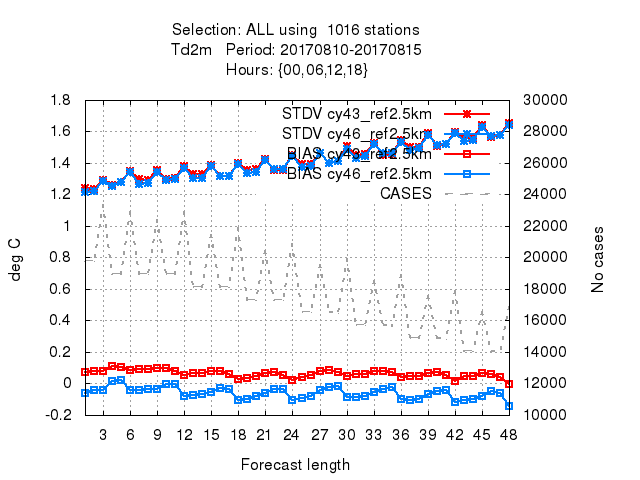 Selection: ALL using  1016 stations
Td2m   Period: 20170810-20170815
Hours: {00,06,12,18}
1.8
1.6
1.4
1.2
1
0.8
0.6
0.4
0.2
0
-0.2
deg C
STDV cy43_ref2.5km
STDV cy46_ref2.5km
BIAS cy43_ref2.5km
BIAS cy46_ref2.5km
CASES
30000
28000
26000
24000
22000
20000
18000
16000
14000
12000
10000
No cases
3 6 9 12 15 18 21 24 27 30 33 36 39 42 45 48
Forecast length